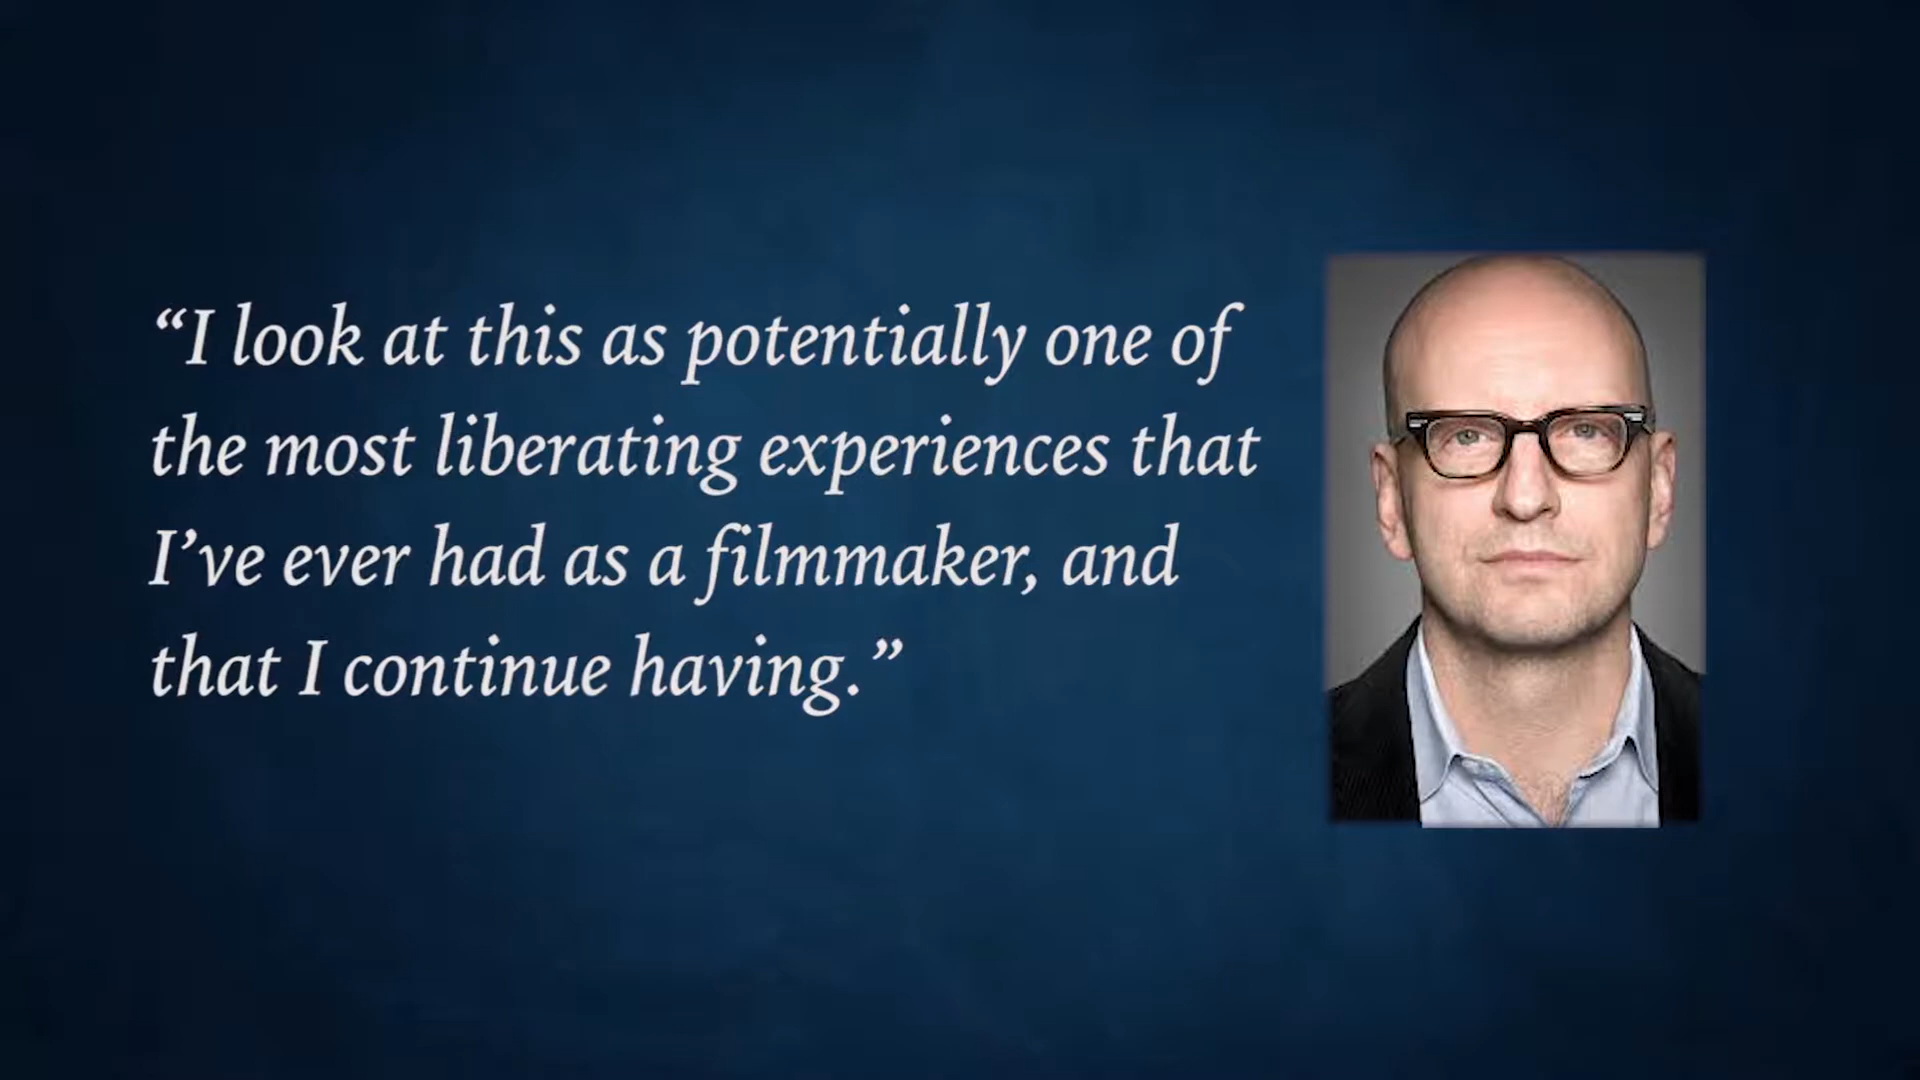 “I look at this as potentially one of
the most liberating experiences that
I’ve ever had as a filmmaker, and
that I continue having.”